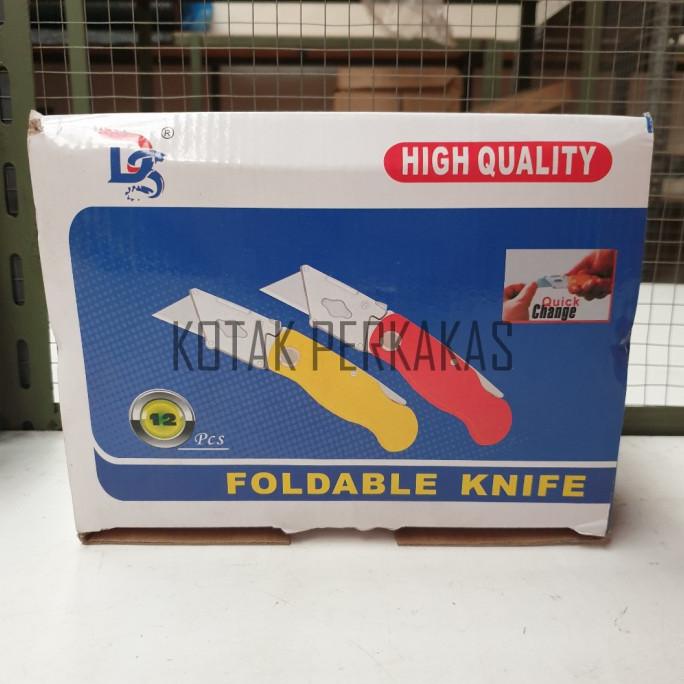 DS ®
HIGH QUALITY
Quick
Change
KOTAK PERKAKAS
12
Pcs
FOLDABLE KNIFE